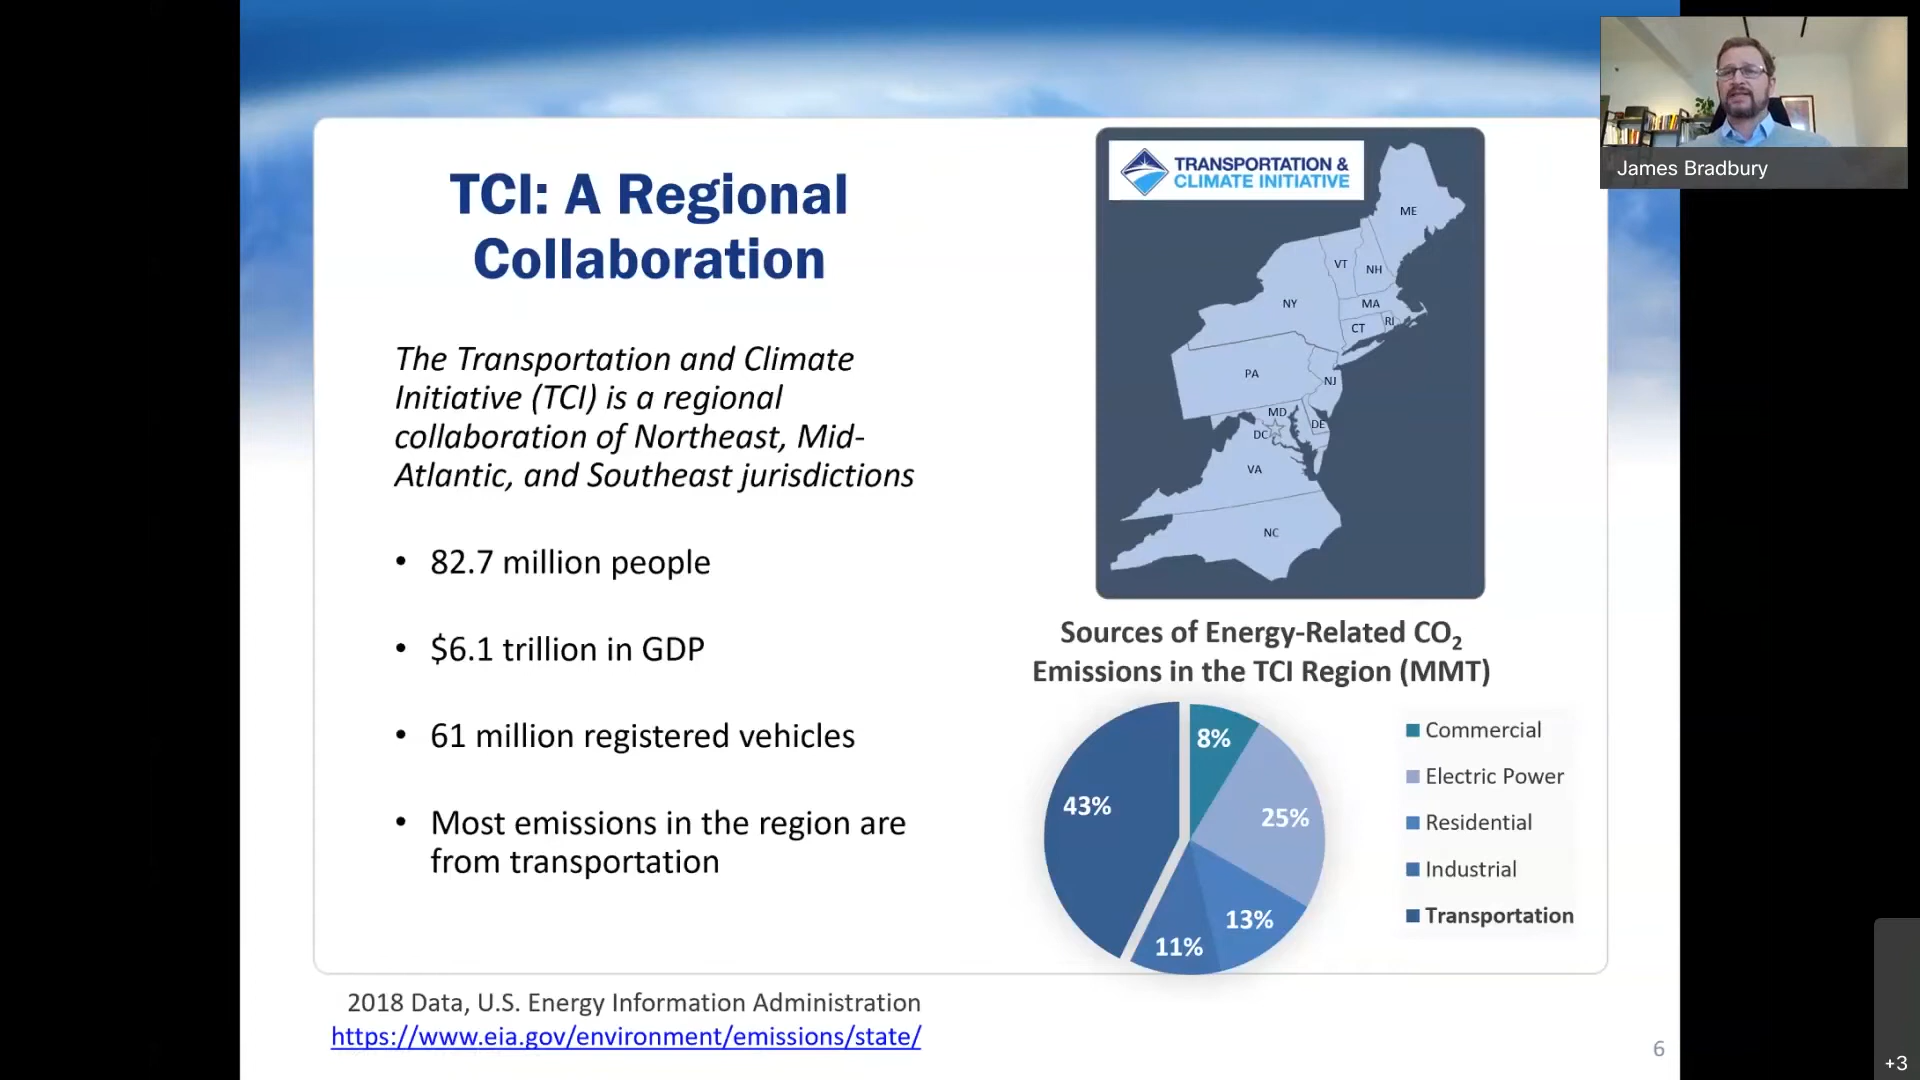 TCI: A Regional
Collaboration
The Transportation and Climate
Initiative (TCI) is a regional
collaboration of Northeast, Mid-
Atlantic, and Southeast jurisdictions
• 82.7 million people
• $6.1 trillion in GDP
• 61 million registered vehicles
• Most emissions in the region are
from transportation
2018 Data, U.S. Energy Information Administration
https://www.eia.gov/environment/emissions/state/
TRANSPORTATION &
CLIMATE INITIATIVE
ME
VT
NH
NY
MA
CT
RI
PA
NJ
MD
DC
DE
VA
NC
Sources of Energy-Related CO2
Emissions in the TCI Region (MMT)
8%
43%
25%
13%
11%
Commercial
Electric Power
Residential
Industrial
Transportation
6
James Bradbury
+3